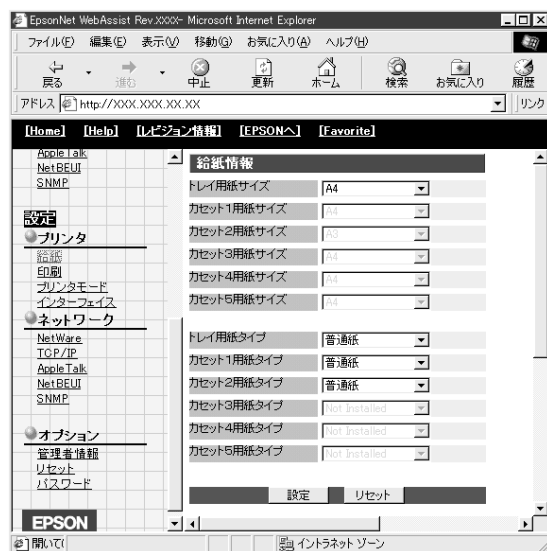 EpsonNet WebAssist Rev.XXX- Microsoft Internet Explorer
ファイル(F) 編集(E) 表示(V) 移動(G) お気に入り(A) ヘルプ(H)
戻る 進む 中止 更新 ホーム 検索 お気に入り 履歴
アドレス http://XXX.XXX.XX.XX リンク
[Home] [Help] [レビジョン情報] [EPSONへ] [Favorite]
AppleTalk
NetBEUI
SNMP
設定
プリンタ
給紙
印刷
プリンタモード
インターフェイス
ネットワーク
NetWare
TCP/IP
AppleTalk
NetBEUI
SNMP
オプション
管理者情報
リセット
パスワード
EPSON
給紙情報
トレイ用紙サイズ A4
カセット1用紙サイズ A4
カセット2用紙サイズ A3
カセット3用紙サイズ A4
カセット4用紙サイズ A4
カセット5用紙サイズ A4
トレイ用紙タイプ 普通紙
カセット1用紙タイプ 普通紙
カセット2用紙タイプ 普通紙
カセット3用紙タイプ Not Installed
カセット4用紙タイプ Not Installed
カセット5用紙タイプ Not Installed
設定 リセット
開いて( イントラネット ゾーン